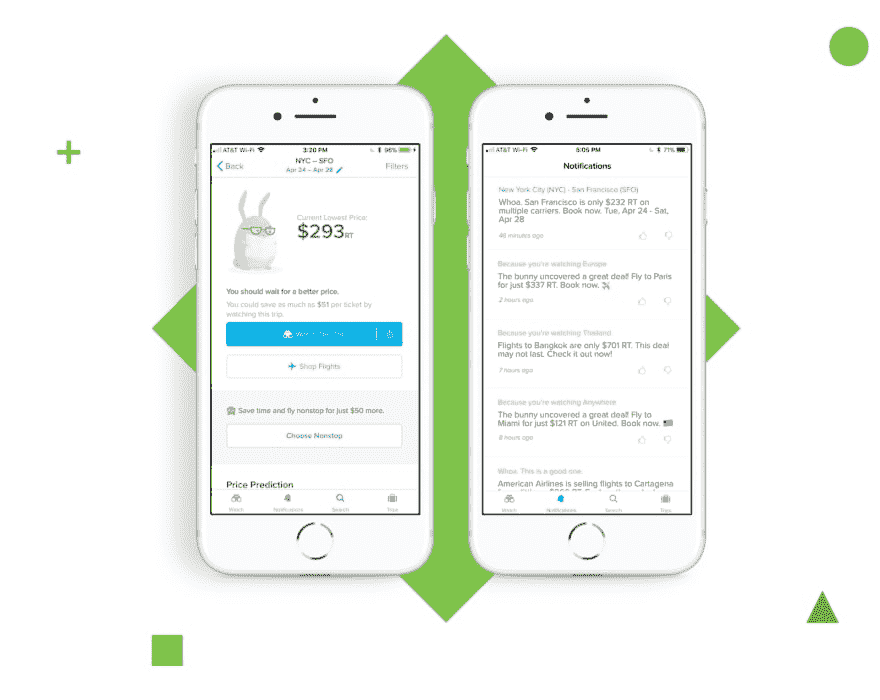 AT&T Wi-Fi
3:20 PM
96%
Back
NYC – SFO
Apr 24 – Apr 28
Filters
Current Lowest Price:
$293 RT
You should wait for a better price.
You could save as much as $51 per ticket by
watching this trip.
Shop Flights
Save time and fly nonstop for just $50 more.
Choose Nonstop
Price Prediction
Watch
Notifications
Search
Trips
AT&T Wi-Fi
5:05 PM
71%
Notifications
New York City (NYC) - San Francisco (SFO)
Whoa. San Francisco is only $232 RT on
multiple carriers. Book now. Tue, Apr 24 - Sat,
Apr 28
46 minutes ago
Because you're watching Europe
The bunny uncovered a great deal! Fly to Paris
for just $337 RT. Book now.
2 hours ago
Because you're watching Thailand
Flights to Bangkok are only $701 RT. This deal
may not last. Check it out now!
7 hours ago
Because you're watching Anywhere
The bunny uncovered a great deal! Fly to
Miami for just $121 RT on United. Book now.
8 hours ago
Whoa. This is a good one
American Airlines is selling flights to Cartagena
Watch
Notifications
Search
Trips